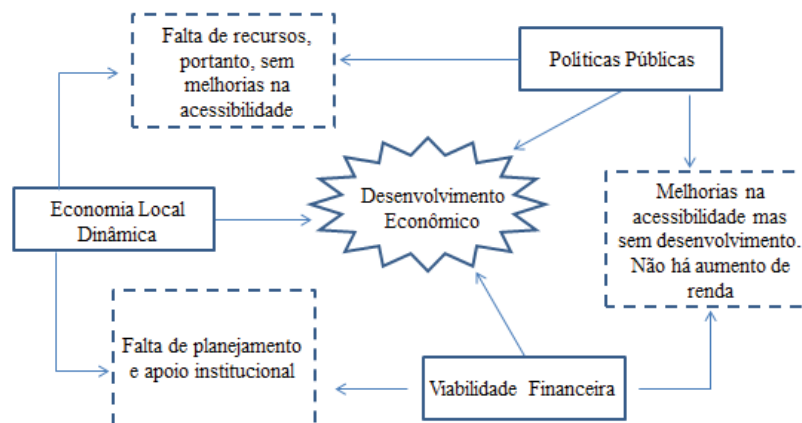 Falta de recursos,
portanto, sem
melhorias na
acessibilidade
Políticas Públicas
Economia Local
Dinâmica
Desenvolvimento
Econômico
Melhorias na
acessibilidade mas
sem desenvolvimento.
Não há aumento de
renda
Falta de planejamento
e apoio institucional
Viabilidade Financeira